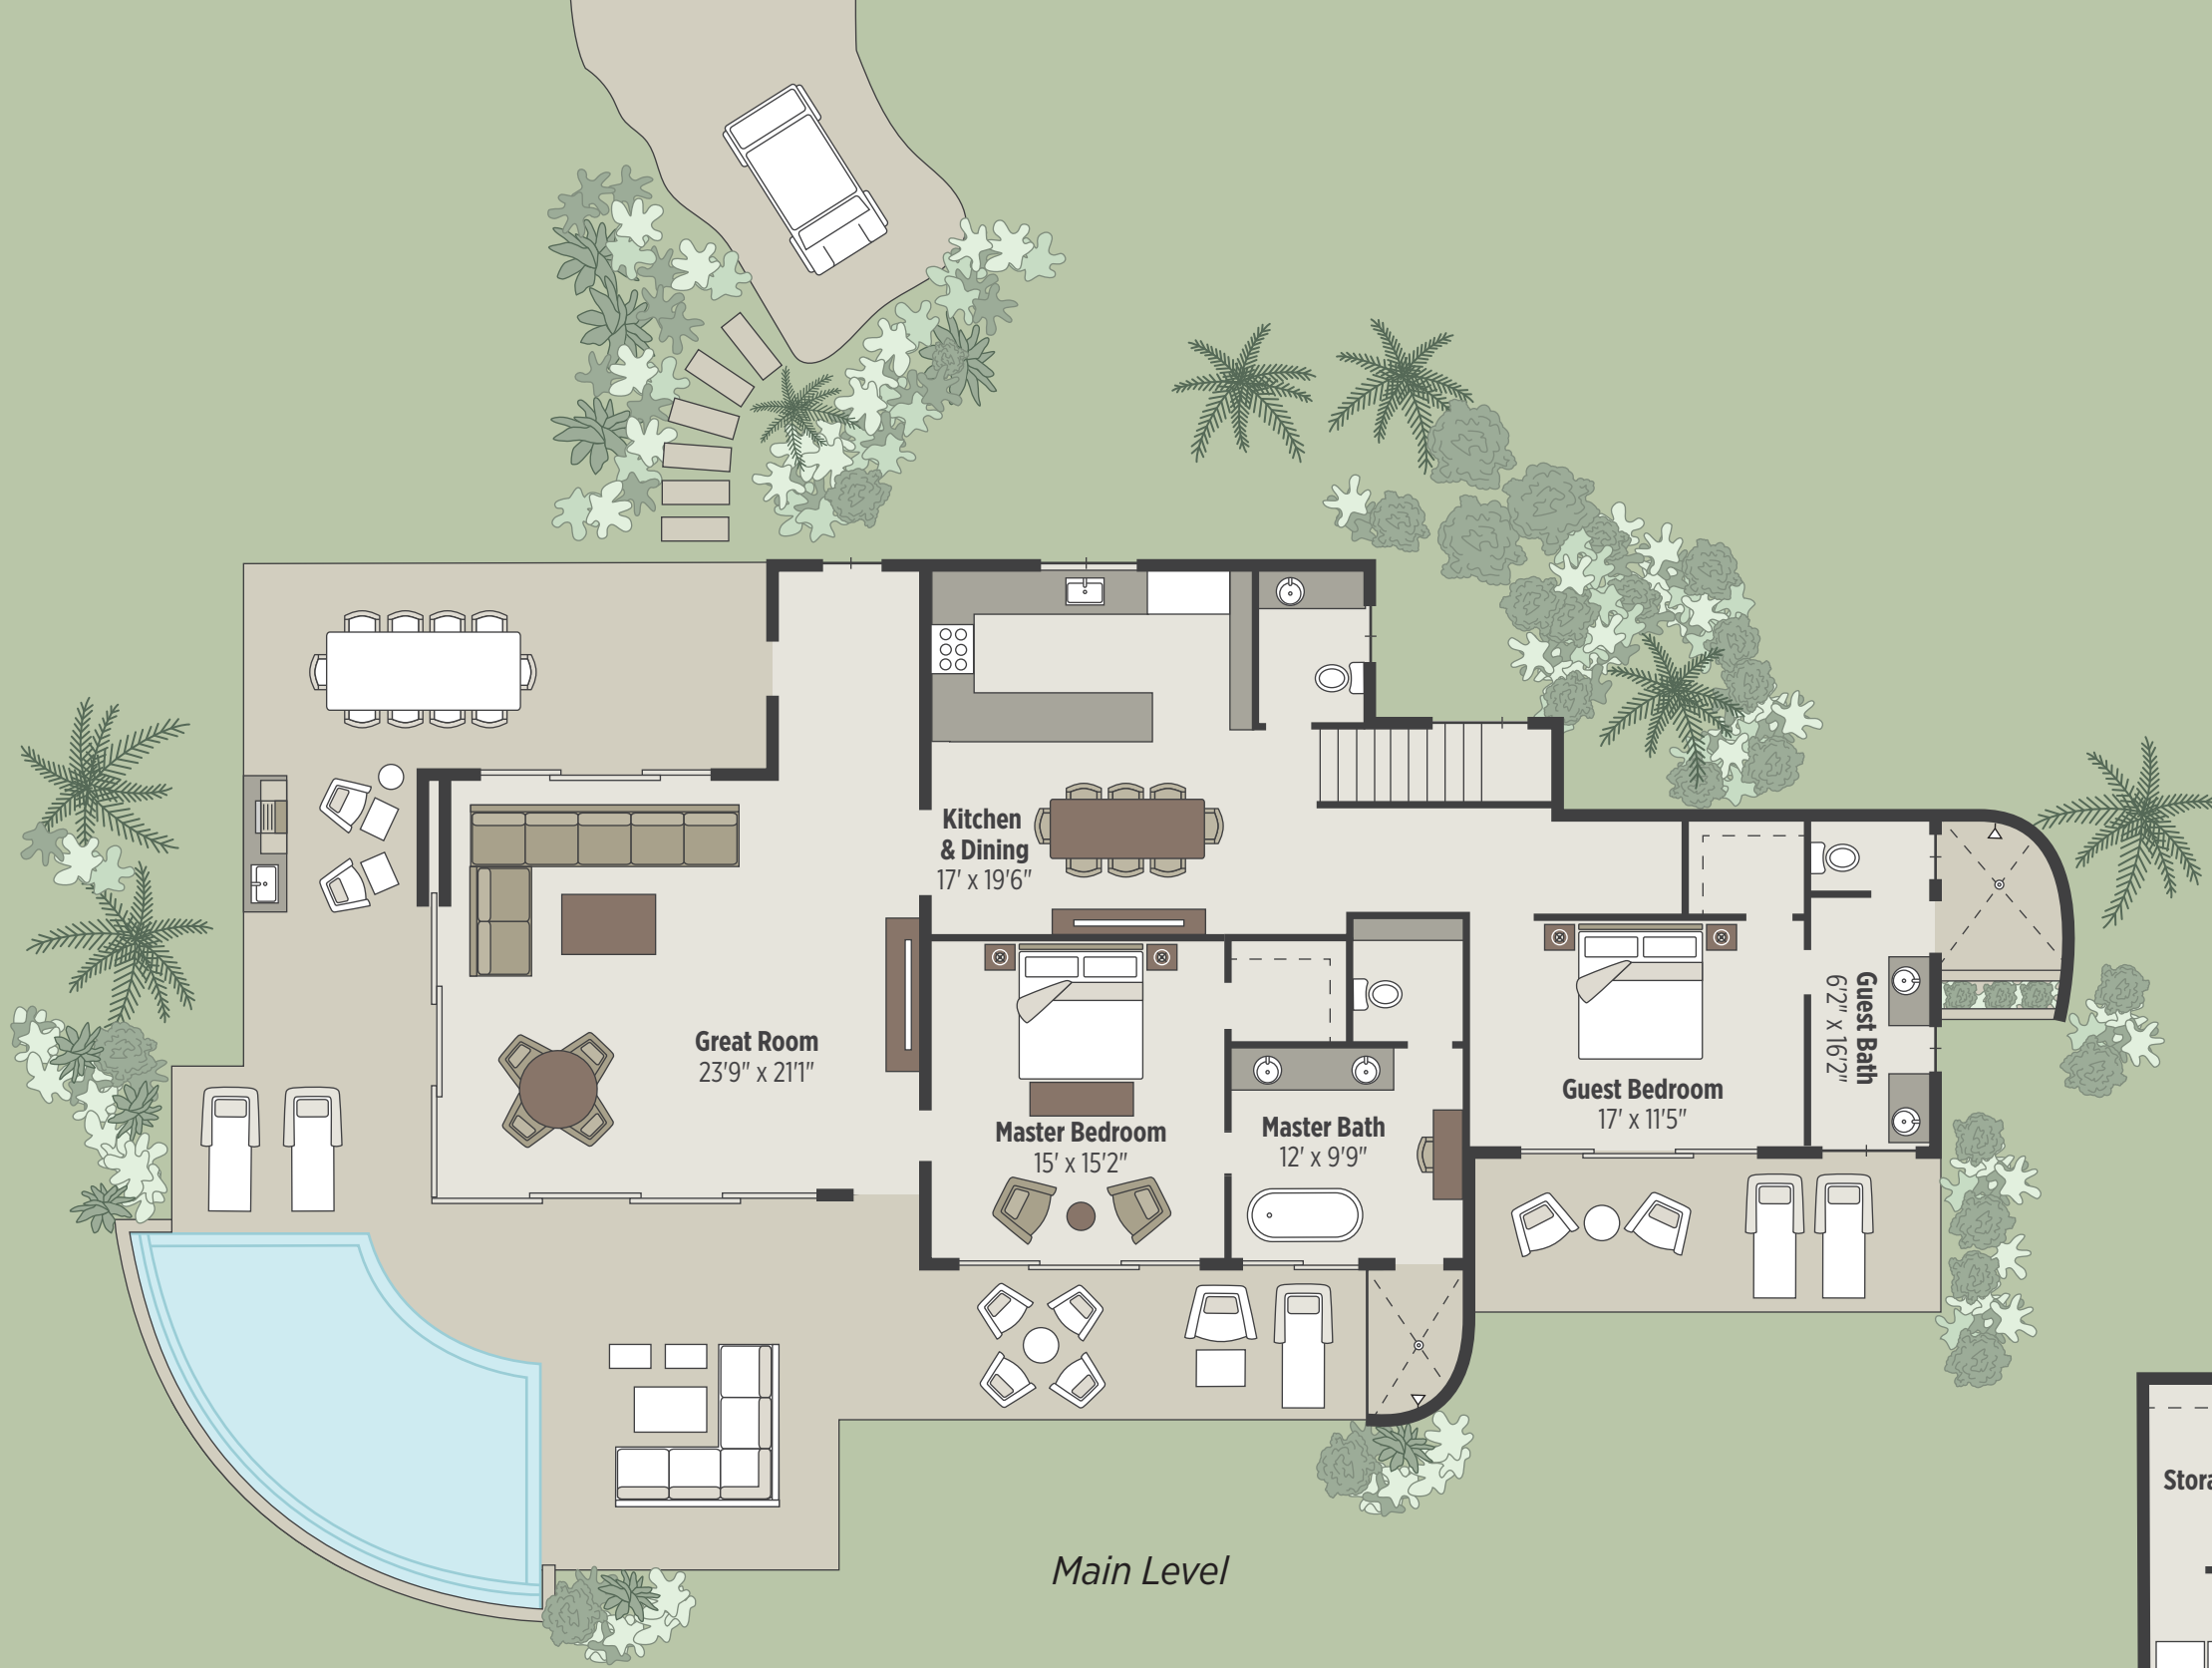 Kitchen
& Dining
17' x 19'6"
Great Room
23'9" x 21'1"
Master Bedroom
15' x 15'2"
Master Bath
12' x 9'9"
Guest Bedroom
17' x 11'5"
Guest Bath
6'2" x 16'2"
Main Level
Stora